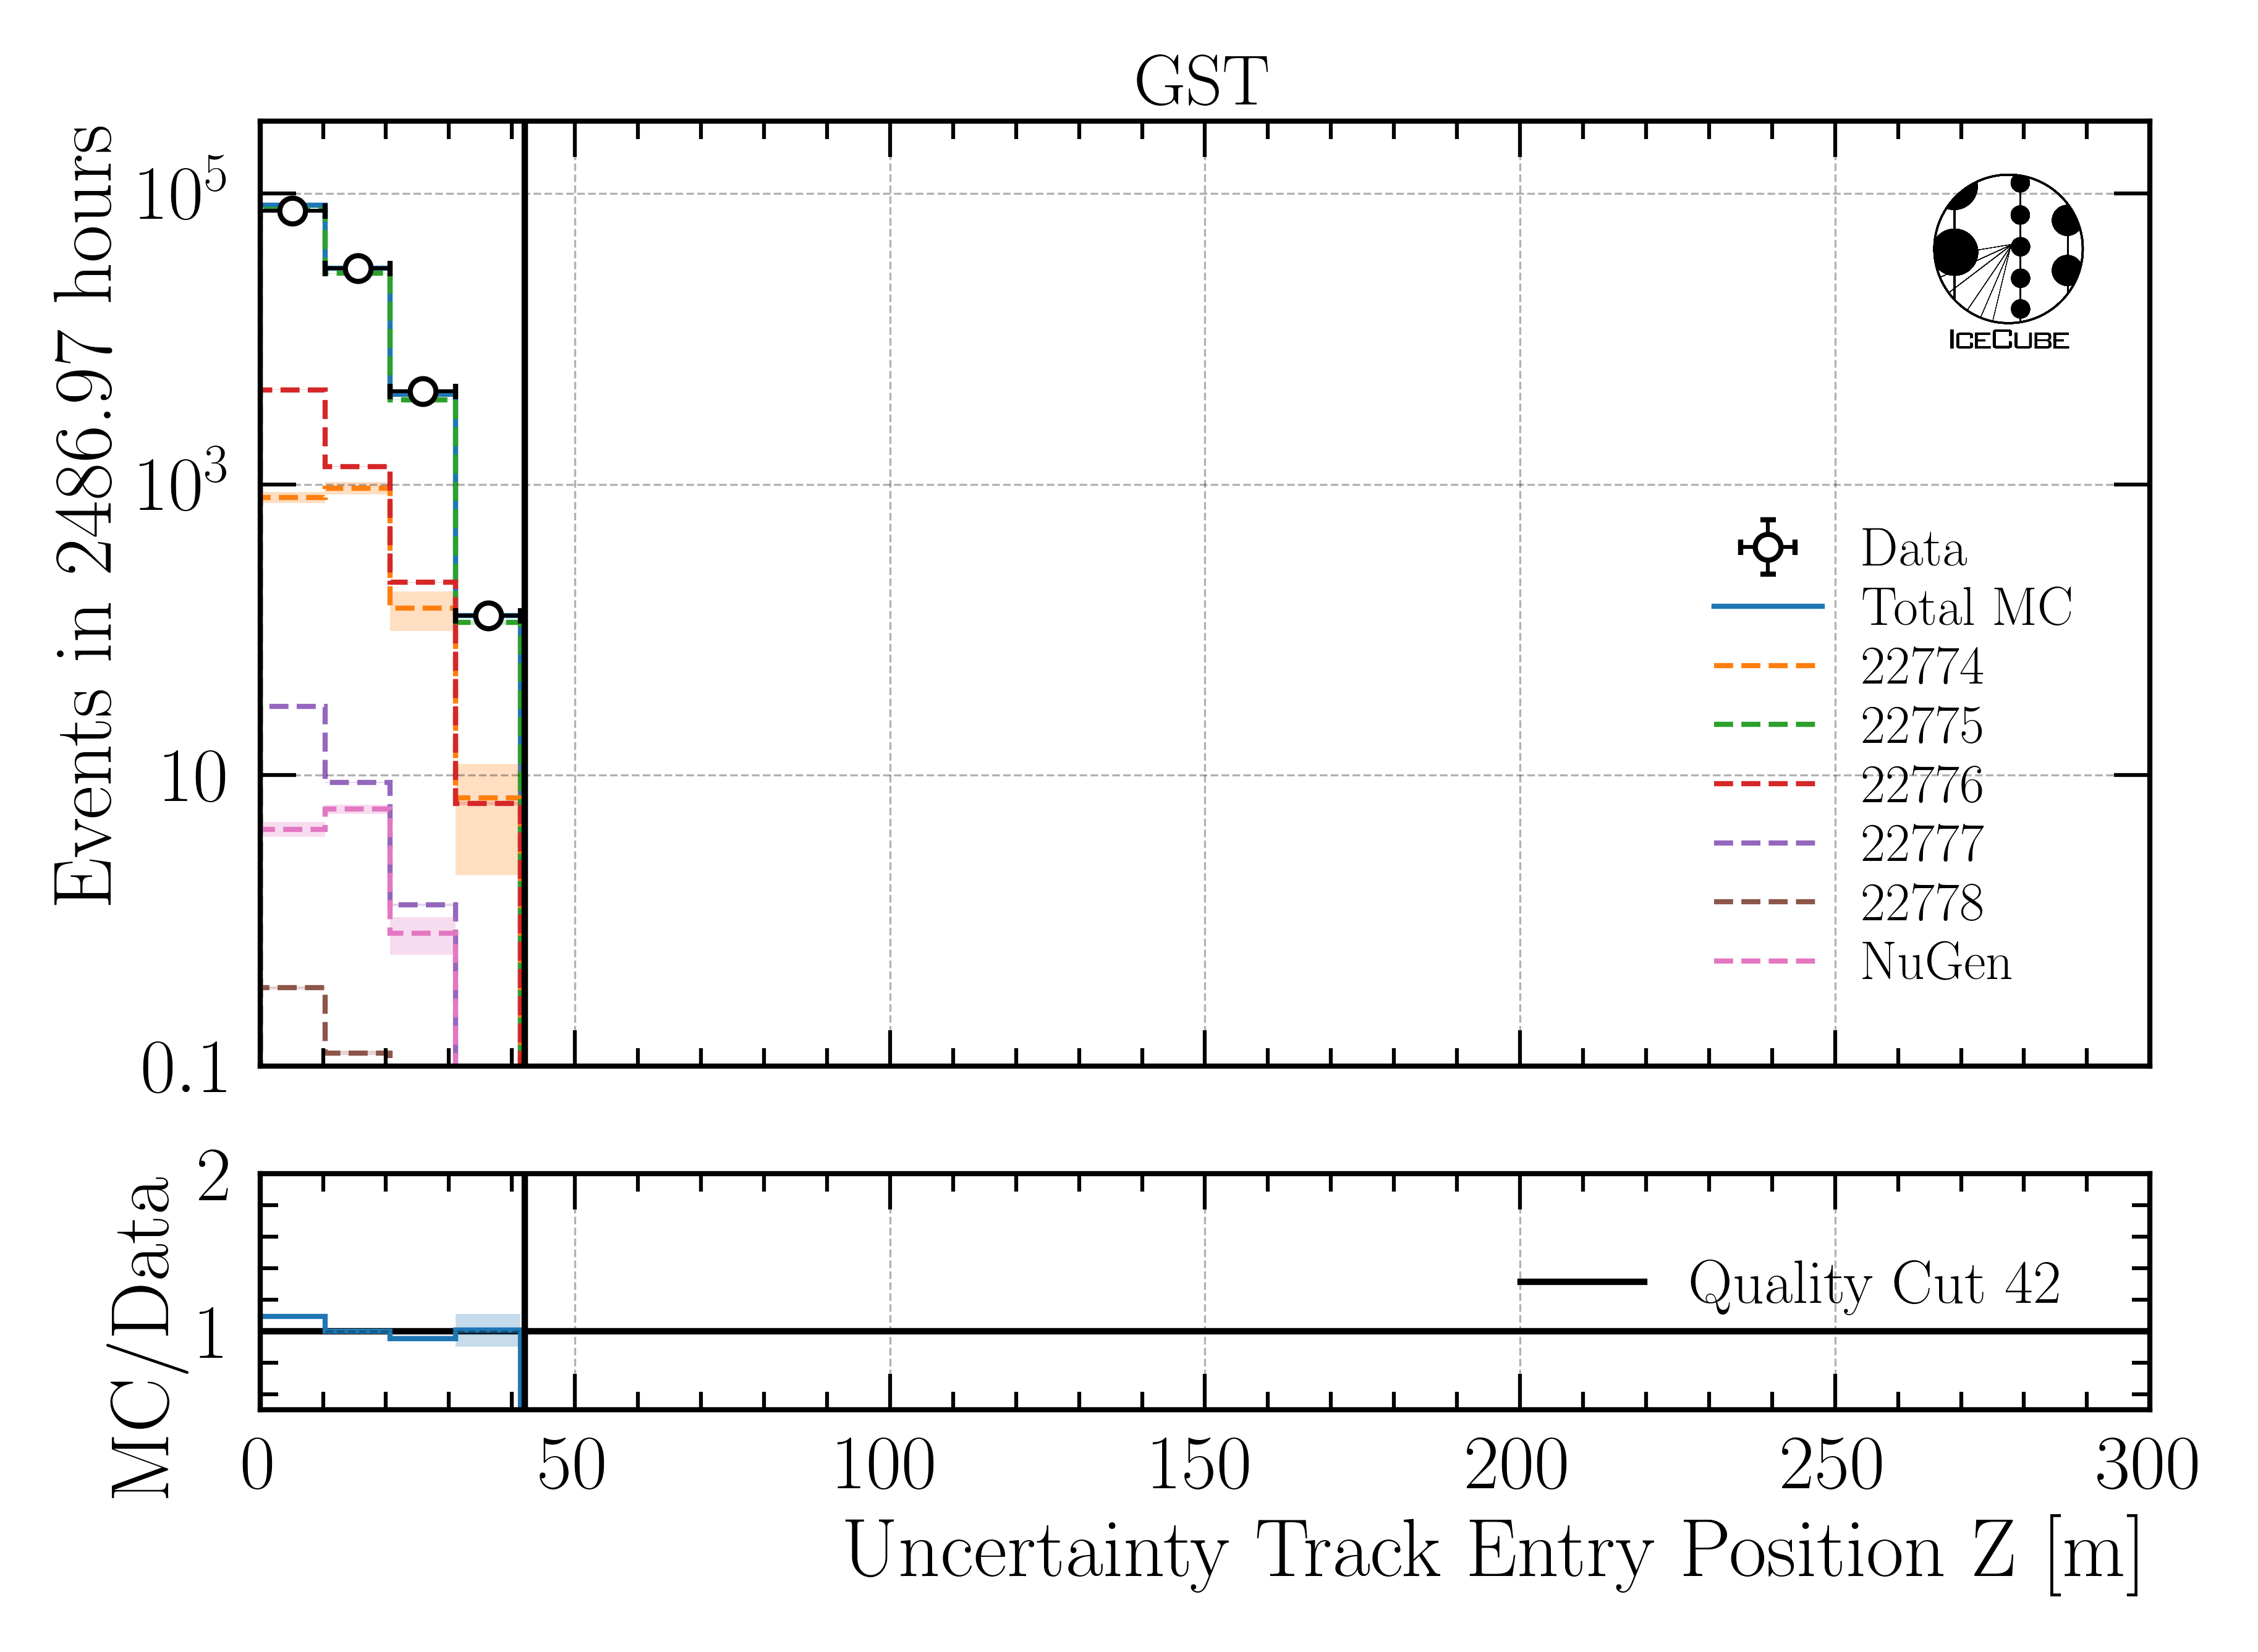 GST
Events in 2486.97 hours
10^5
10^3
10
0.1
ICECUBE
Data
Total MC
22774
22775
22776
22777
22778
NuGen
MC/Data
2
1
Quality Cut 42
0 50 100 150 200 250 300
Uncertainty Track Entry Position Z [m]